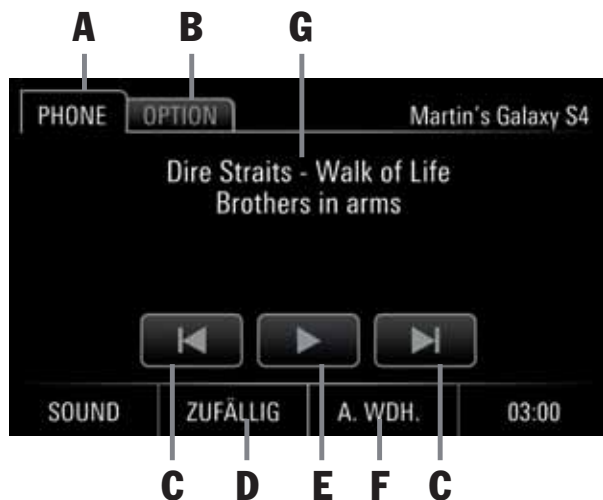 A B G
PHONE OPTION Martin's Galaxy S4
Dire Straits - Walk of Life
Brothers in arms
SOUND ZUFÄLLIG A. WDH. 03:00
C D E F C